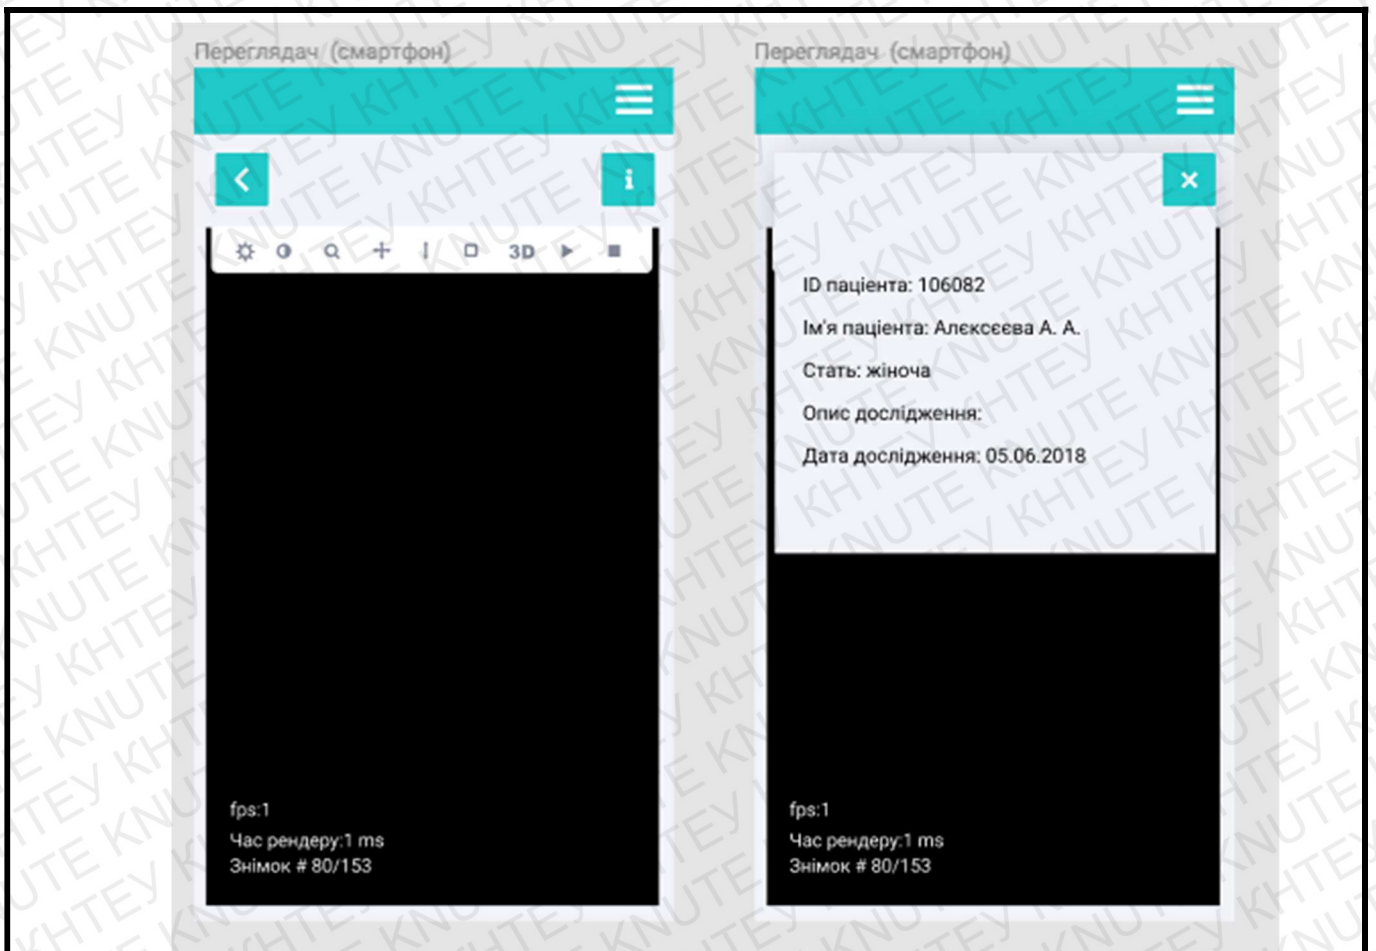 Переглядач (смартфон)
3D
fps:1
Час рендеру:1 ms
Знімок # 80/153
Переглядач (смартфон)
ID пацієнта: 106082
Ім'я пацієнта: Алєксєєва А. А.
Стать: жіноча
Опис дослідження:
Дата дослідження: 05.06.2018
fps:1
Час рендеру:1 ms
Знімок # 80/153
КНТЕУ KNUTE